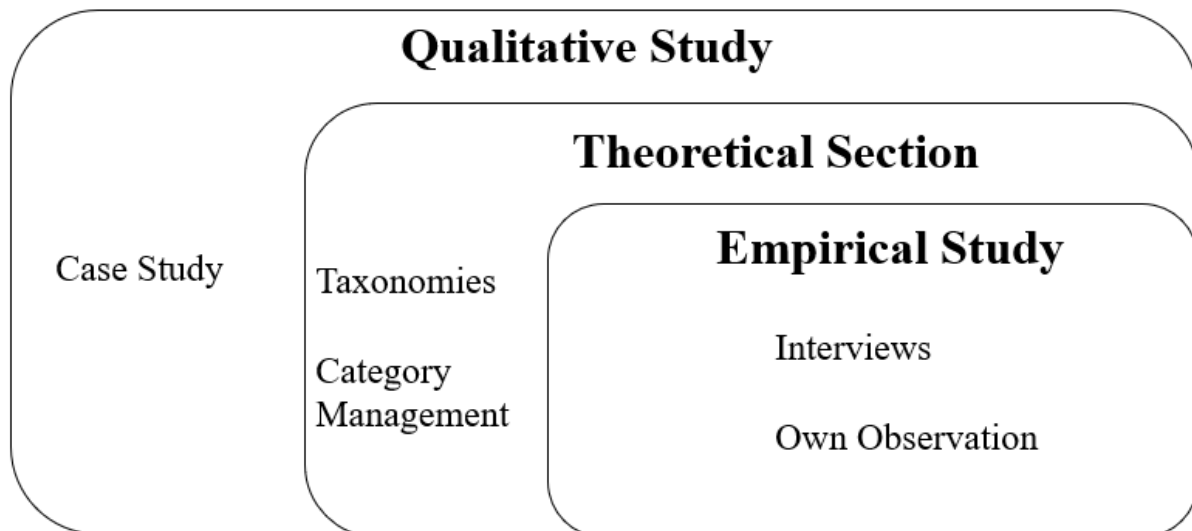 Qualitative Study
Theoretical Section
Empirical Study
Case Study
Taxonomies
Category
Management
Interviews
Own Observation